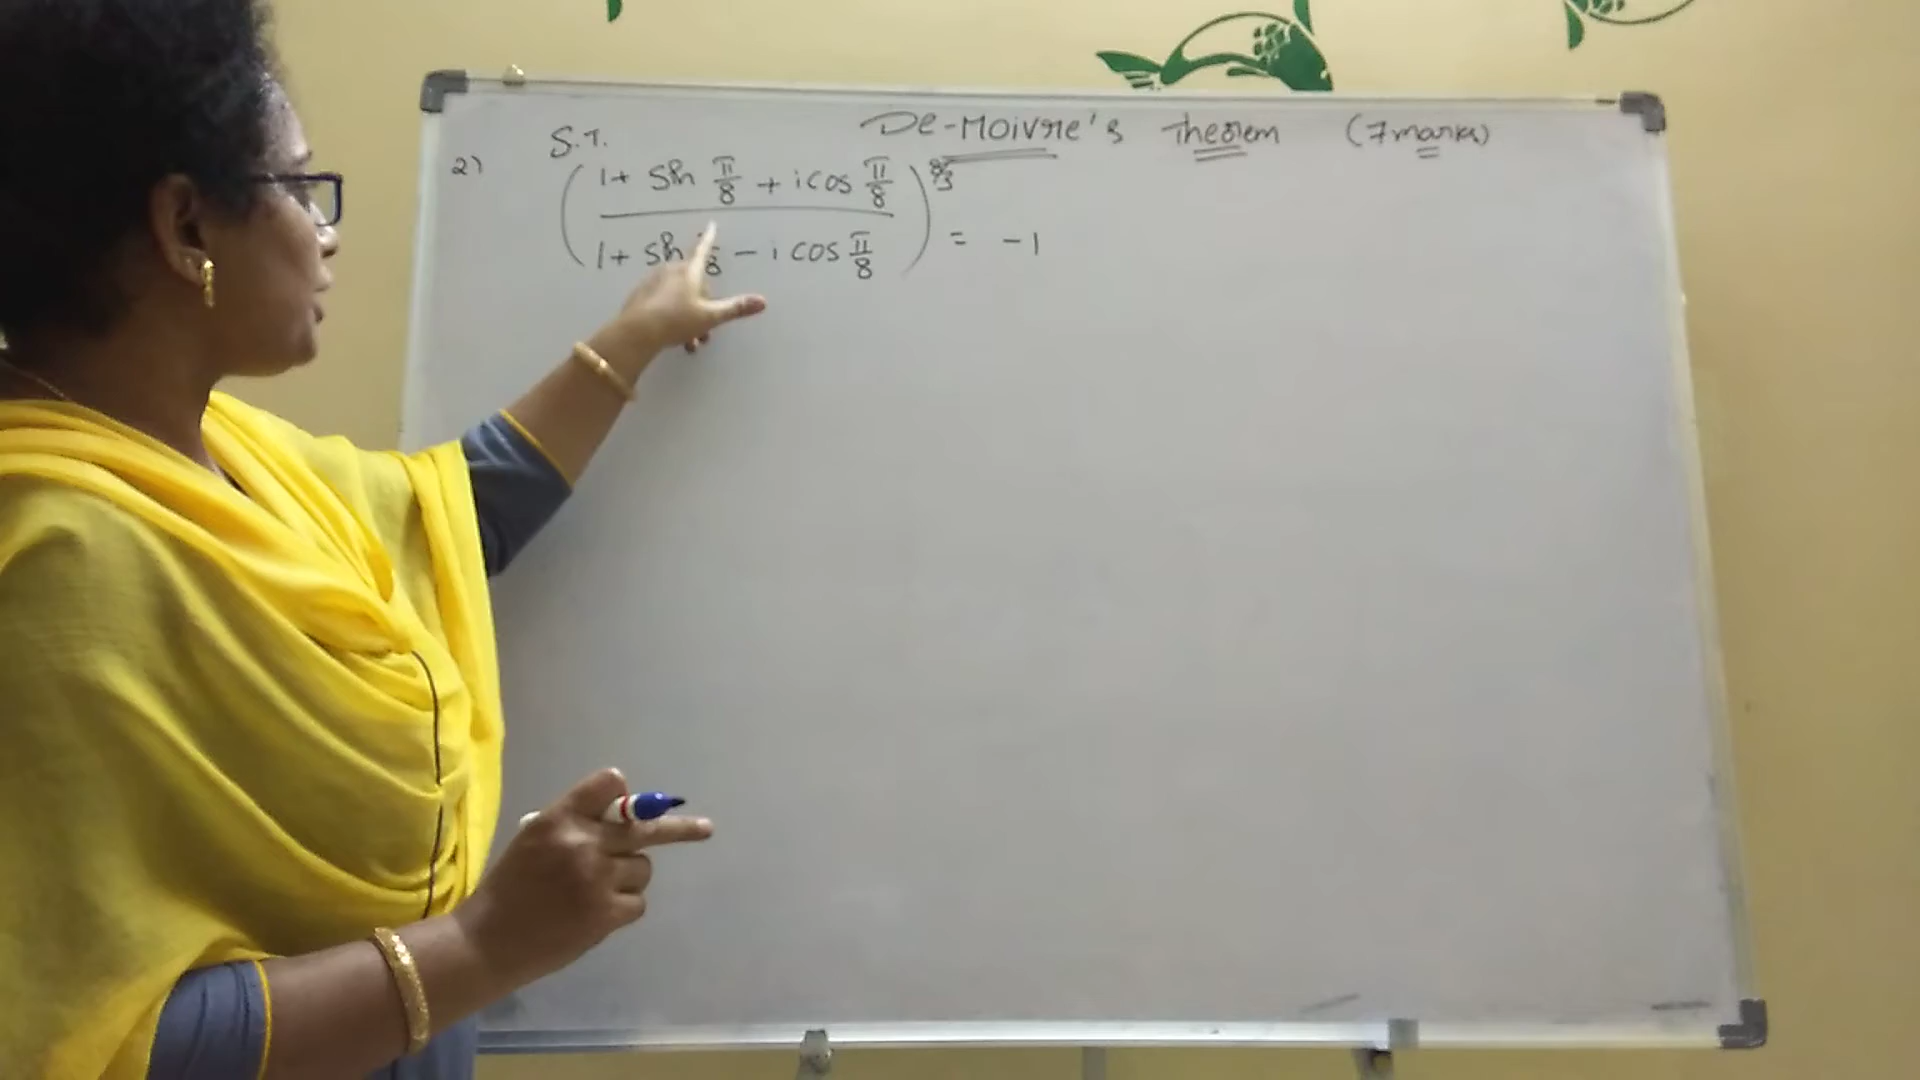 De-Moivre's Theorem (7marks)
2) S.T.
(1+ sin π/8 + i cos π/8 / 1+ sin π/8 - i cos π/8)^8/3 = -1